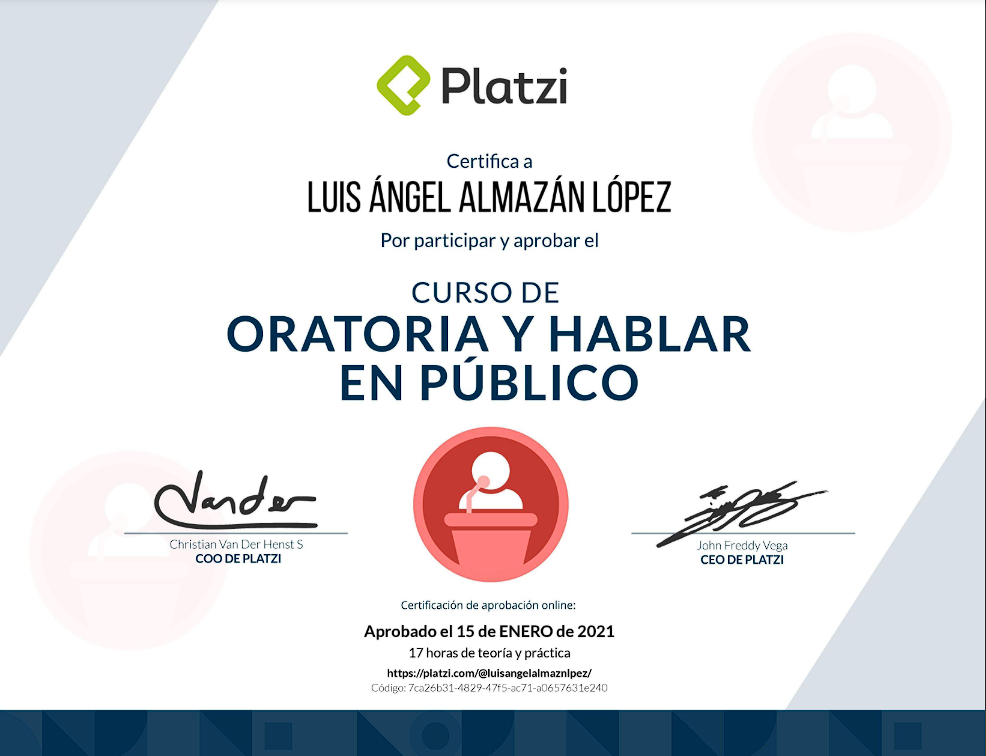 Platzi
Certifica a
LUIS ÁNGEL ALMAZÁN LÓPEZ
Por participar y aprobar el
CURSO DE
ORATORIA Y HABLAR
EN PÚBLICO
Vander
Christian Van Der Henst S
COO DE PLATZI
John Freddy Vega
CEO DE PLATZI
Certificación de aprobación online:
Aprobado el 15 de ENERO de 2021
17 horas de teoría y práctica
https://platzi.com/@luisangelalmaznlpez/
Código: 7ca26b31-4829-47f5-ac71-a0657631e240